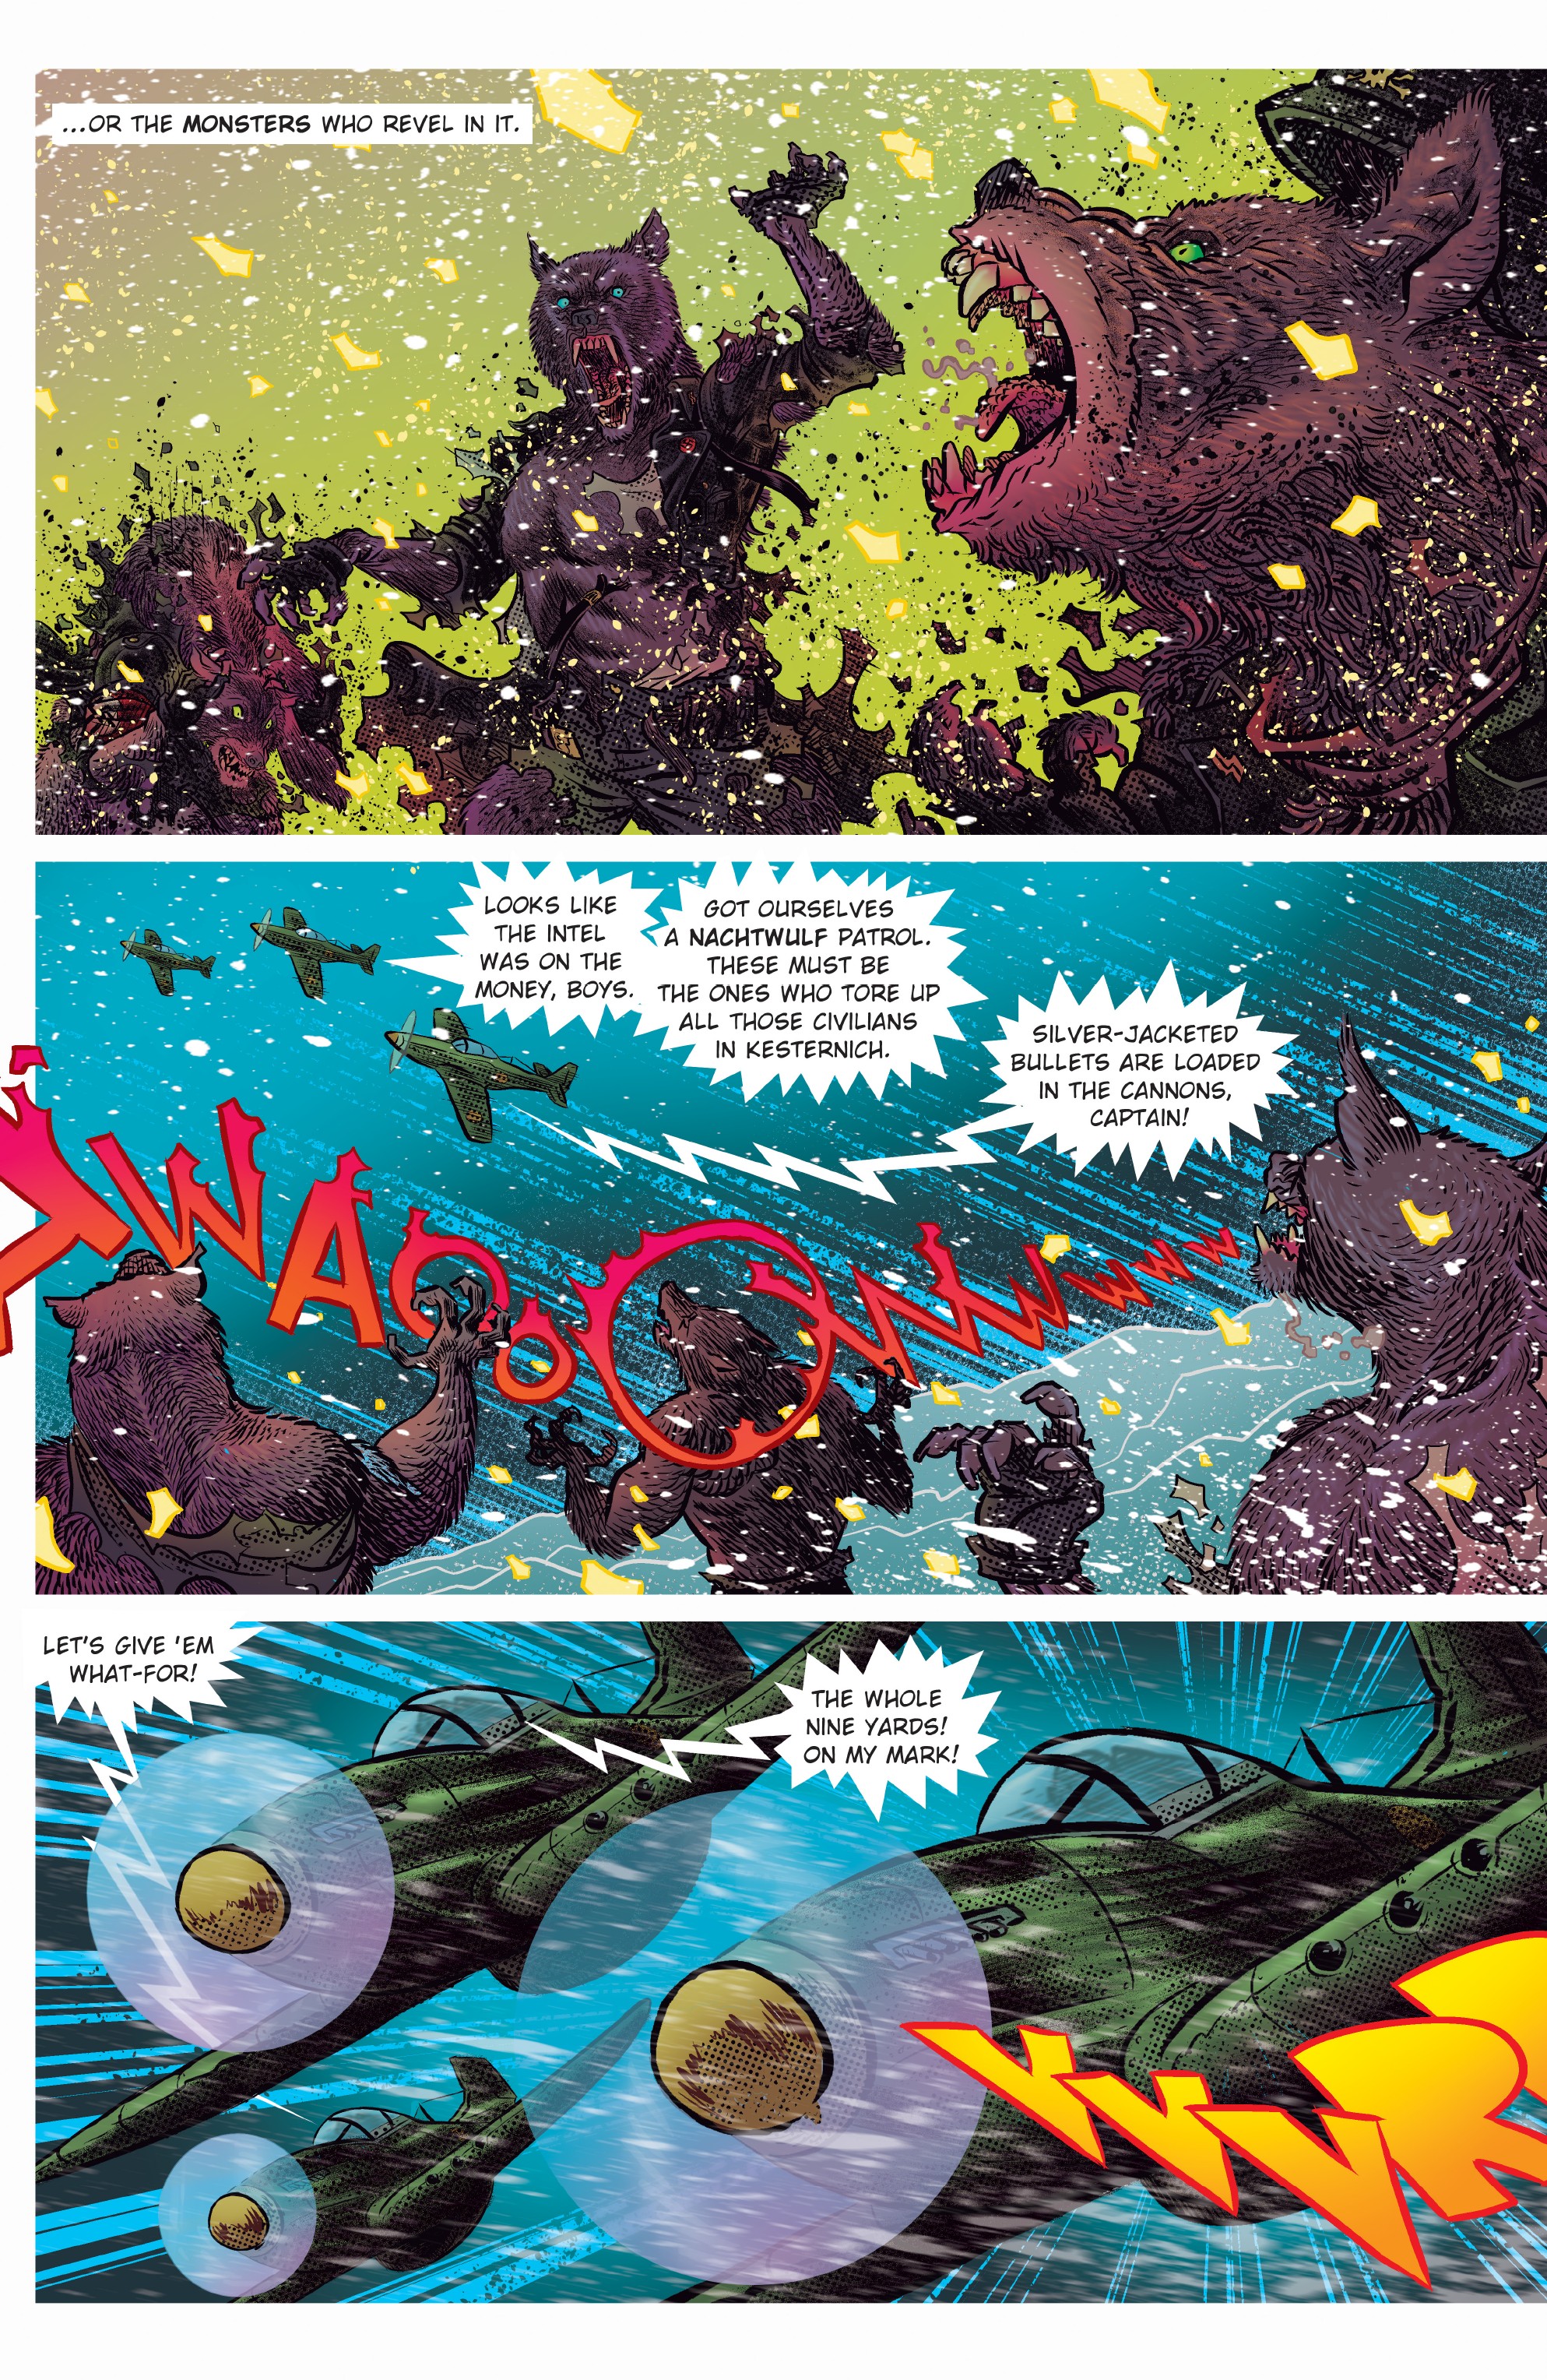 ...OR THE MONSTERS WHO REVEL IN IT.
LOOKS LIKE
THE INTEL
WAS ON THE
MONEY, BOYS.
GOT OURSELVES
A NACHTWULF PATROL.
THESE MUST BE
THE ONES WHO TORE UP
ALL THOSE CIVILIANS
IN KESTERNICH.
SILVER-JACKETED
BULLETS ARE LOADED
IN THE CANNONS,
CAPTAIN!
WAOOOWWWWWW
LET'S GIVE 'EM
WHAT-FOR!
THE WHOLE
NINE YARDS!
ON MY MARK!
VVVR